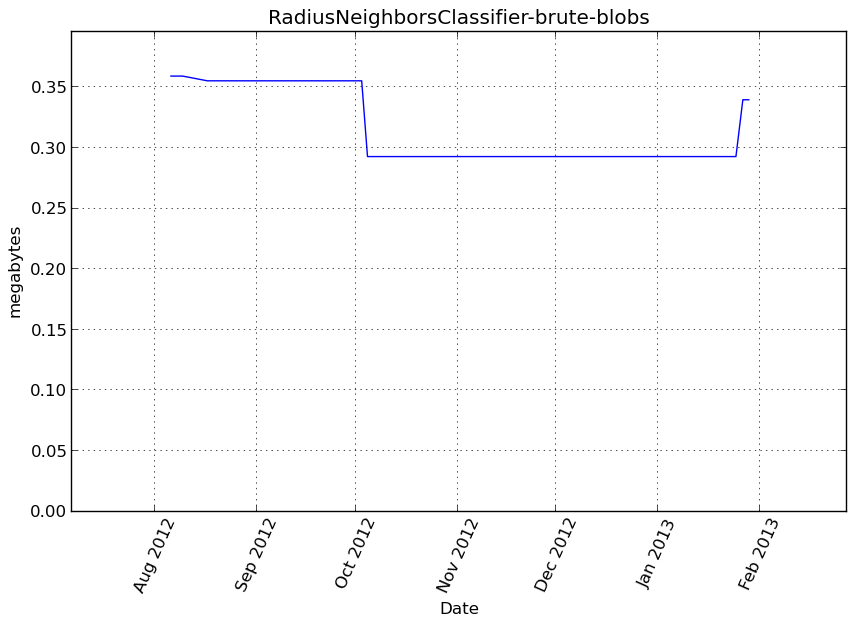 RadiusNeighborsClassifier-brute-blobs
0.35
0.30
0.25
0.20
0.15
0.10
0.05
0.00
megabytes
Aug 2012
Sep 2012
Oct 2012
Nov 2012
Dec 2012
Jan 2013
Feb 2013
Date